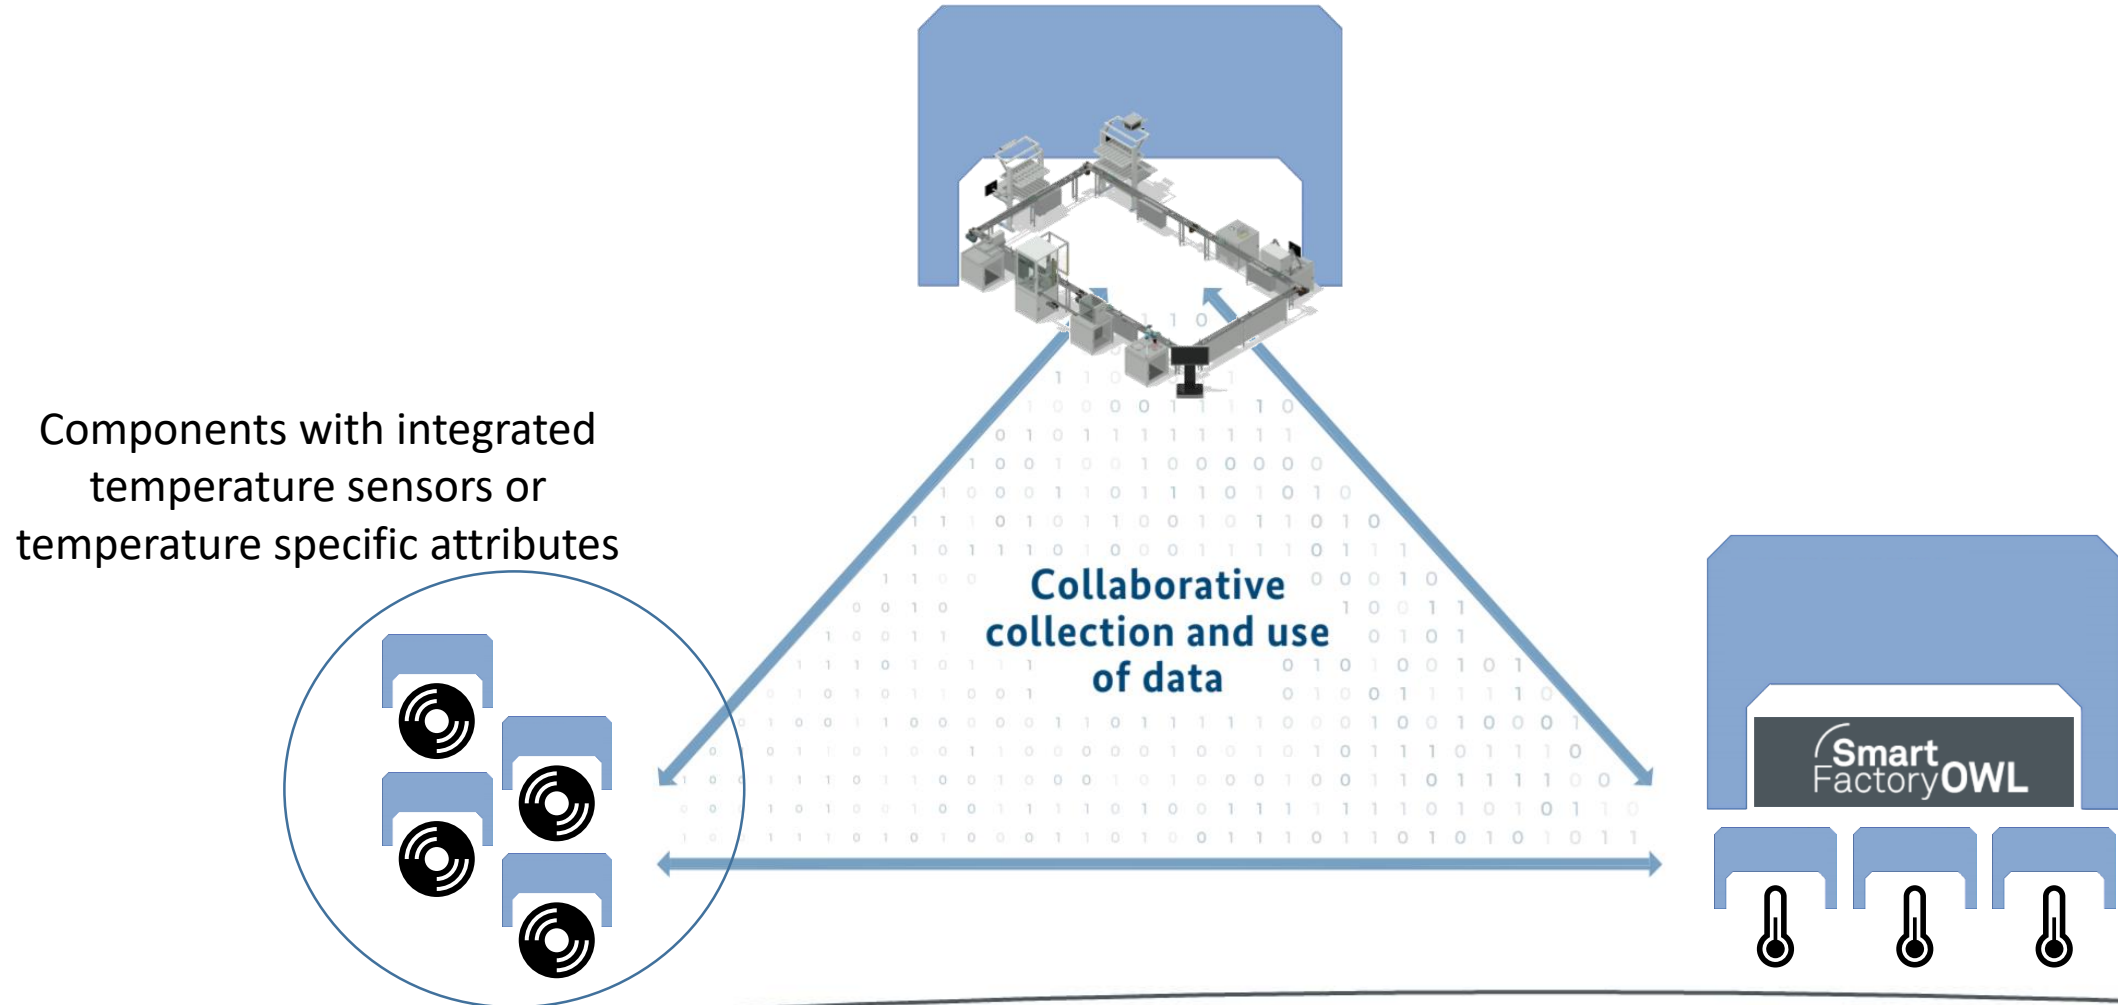 Components with integrated
temperature sensors or
temperature specific attributes
Collaborative
collection and use
of data
Smart
FactoryOWL